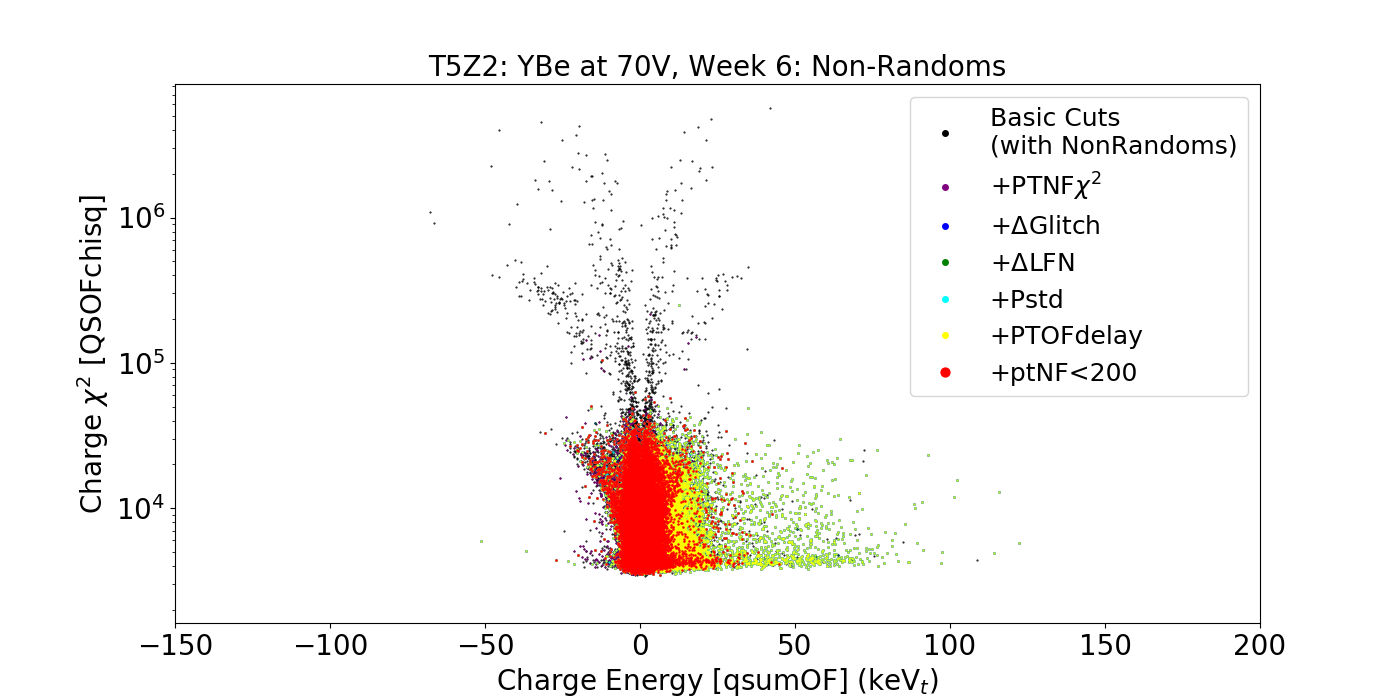 T5Z2: YBe at 70V, Week 6: Non-Randoms
Charge χ² [QSOFchisq]
10⁶
10⁵
10⁴
Basic Cuts
(with NonRandoms)
+PTNFχ²
+ΔGlitch
+ΔLFN
+Pstd
+PTOFdelay
+ptNF<200
−150 −100 −50 0 50 100 150 200
Charge Energy [qsumOF] (keVₜ)